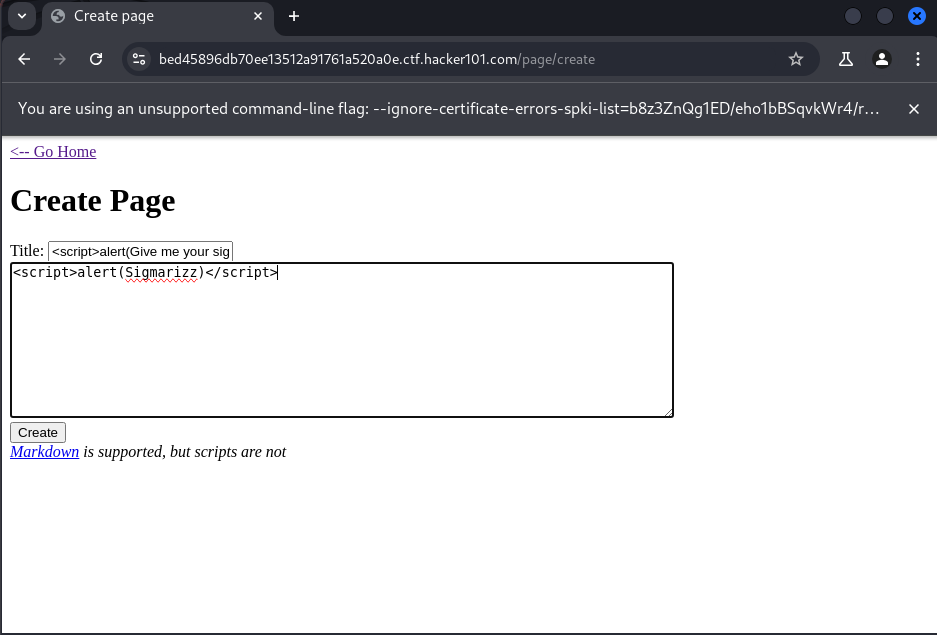 Create page
bed45896db70ee13512a91761a520a0e.ctf.hacker101.com/page/create
You are using an unsupported command-line flag: --ignore-certificate-errors-spki-list=b8z3ZnQg1ED/eho1bBSqvkWr4/r...
<-- Go Home
Create Page
Title: <script>alert(Give me your sig
<script>alert(Sigmarizz)</script>
Create
Markdown is supported, but scripts are not